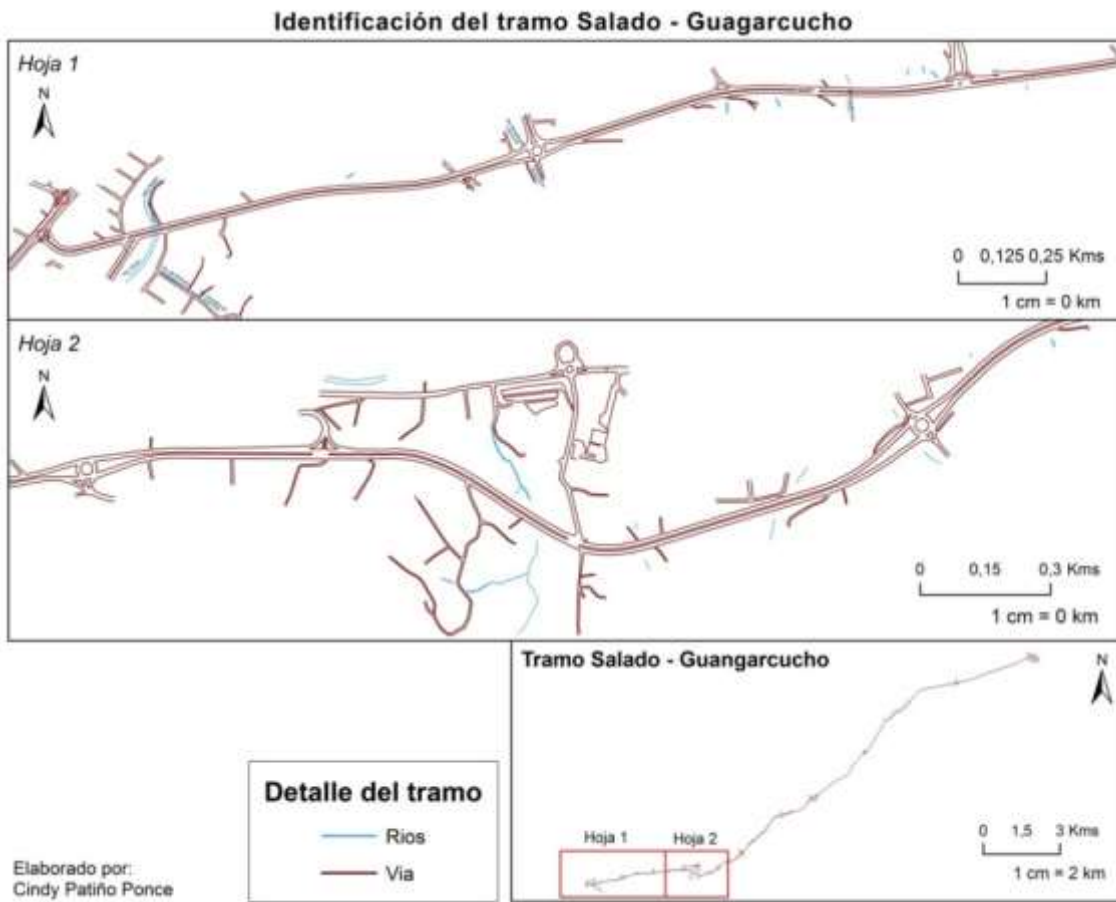 Identificación del tramo Salado - Guagarcucho
Hoja 1
N
0 0,125 0,25 Kms
1 cm = 0 km
Hoja 2
N
0 0,15 0,3 Kms
1 cm = 0 km
Tramo Salado - Guangarcucho
N
Detalle del tramo
Rios
Via
Hoja 1 Hoja 2
0 1,5 3 Kms
1 cm = 2 km
Elaborado por:
Cindy Patiño Ponce